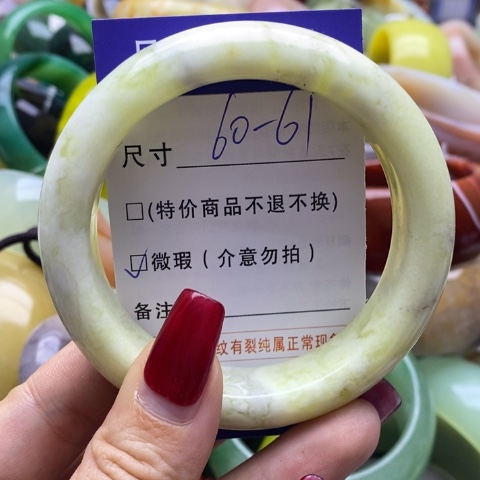 尺寸 60-61
□(特价商品不退不换)
☑微瑕(介意勿拍)
备注
纹有裂纯属正常现